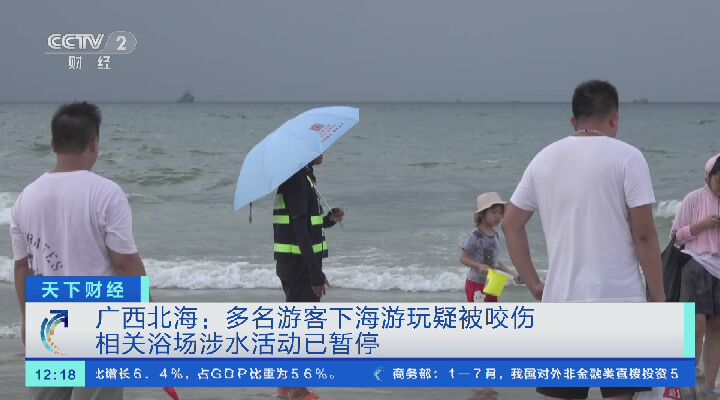 CCTV 2
财经
天下财经
广西北海：多名游客下海游玩疑被咬伤
相关浴场涉水活动已暂停
12:18 比增长6.4%，占GDP比重为56%。 商务部：1—7月，我国对外非金融类直接投资5